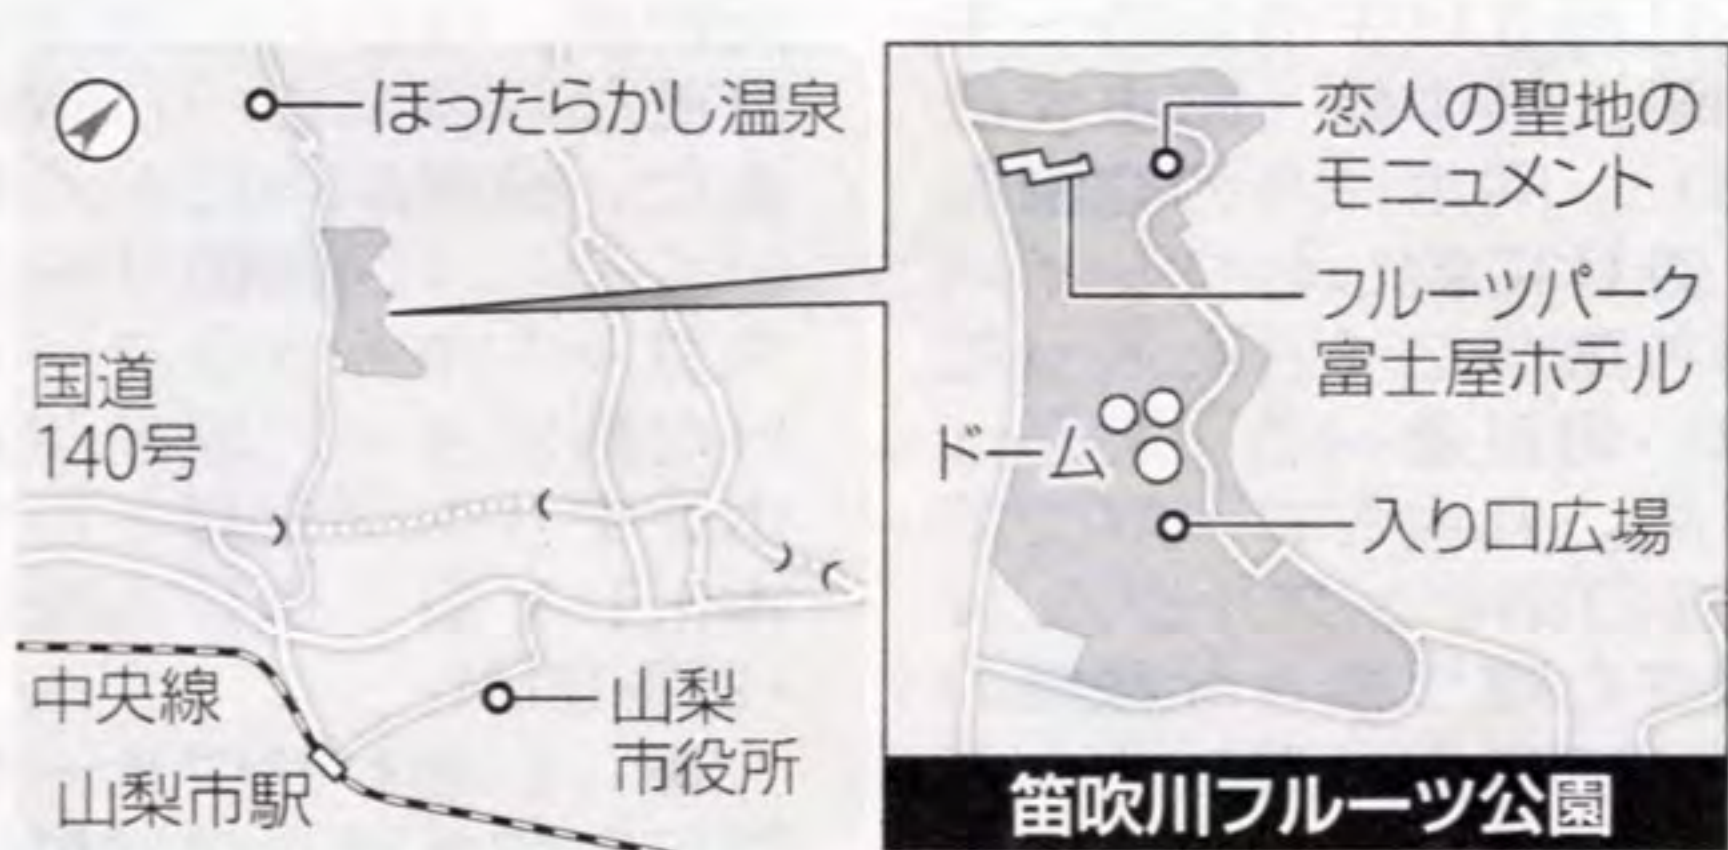 ほったらかし温泉
国道
140号
中央線
山梨市駅
山梨
市役所
恋人の聖地の
モニュメント
フルーツパーク
富士屋ホテル
ドーム
入り口広場
笛吹川フルーツ公園